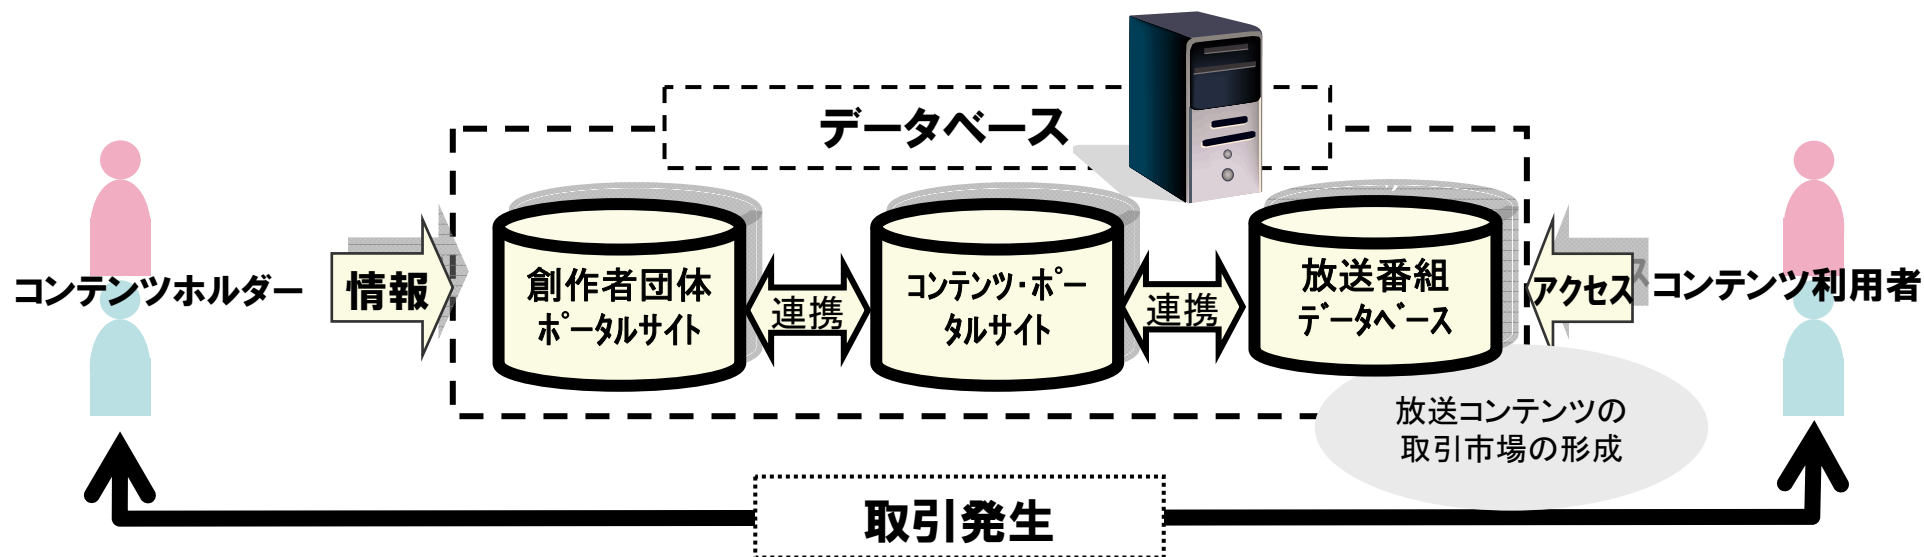 データベース
コンテンツホルダー
情報
創作者団体
ポータルサイト
連携
コンテンツ・ポー
タルサイト
連携
放送番組
データベース
アクセス
コンテンツ利用者
放送コンテンツの
取引市場の形成
取引発生